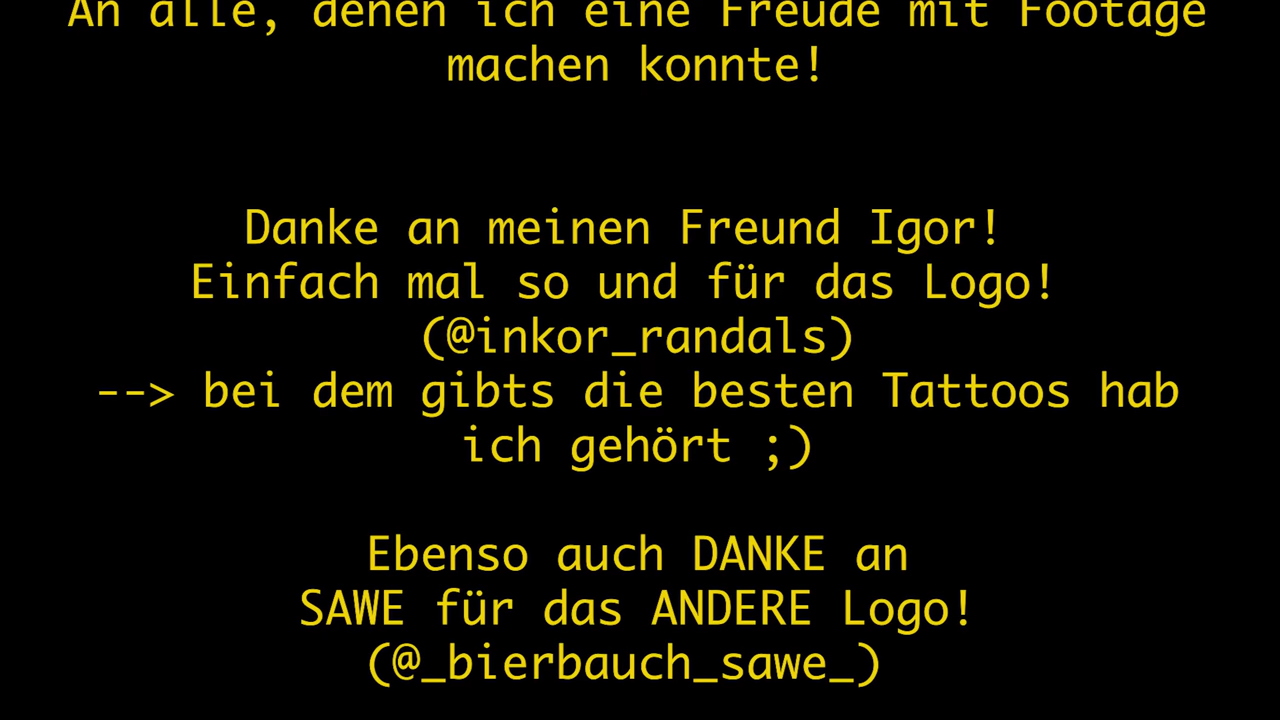 An alle, denen ich eine Freude mit Footage
machen konnte!
Danke an meinen Freund Igor!
Einfach mal so und für das Logo!
(@inkor_randals)
--> bei dem gibts die besten Tattoos hab
ich gehört ;)
Ebenso auch DANKE an
SAWE für das ANDERE Logo!
(@_bierbauch_sawe_)